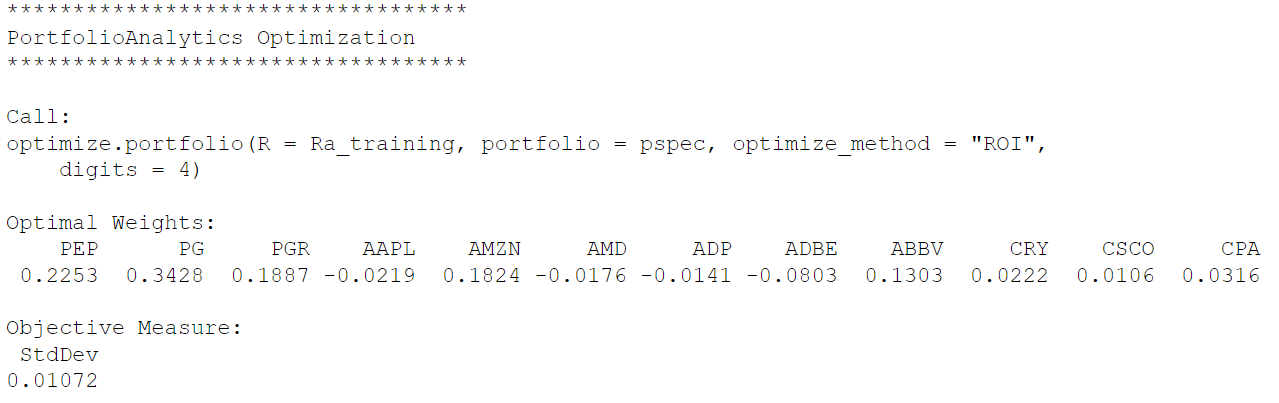 ***********************************
PortfolioAnalytics Optimization
***********************************
Call:
optimize.portfolio(R = Ra_training, portfolio = pspec, optimize_method = "ROI",
    digits = 4)
Optimal Weights:
    PEP      PG     PGR    AAPL    AMZN     AMD     ADP    ADBE    ABBV     CRY    CSCO     CPA
 0.2253  0.3428  0.1887 -0.0219  0.1824 -0.0176 -0.0141 -0.0803  0.1303  0.0222  0.0106  0.0316
Objective Measure:
 StdDev
0.01072